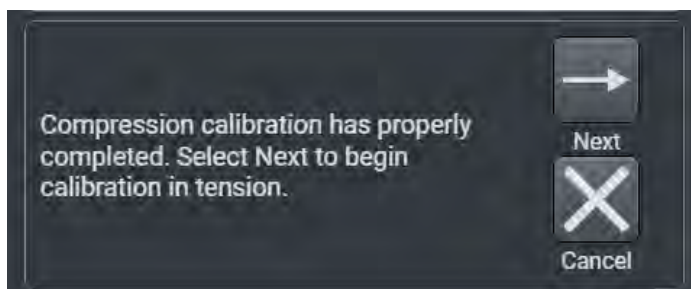 Compression calibration has properly
completed. Select Next to begin
calibration in tension.
Next
Cancel